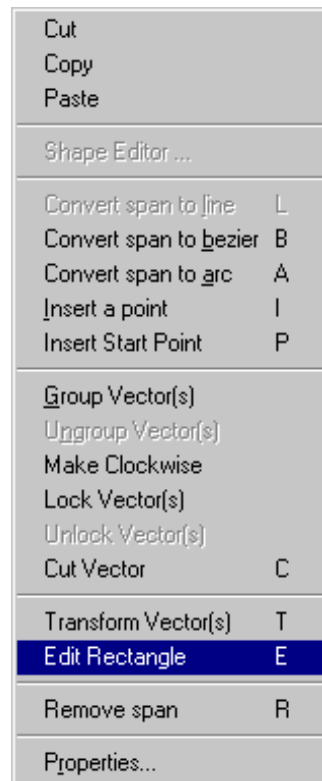 Cut
Copy
Paste
Shape Editor ...
Convert span to line L
Convert span to bezier B
Convert span to arc A
Insert a point I
Insert Start Point P
Group Vector(s)
Ungroup Vector(s)
Make Clockwise
Lock Vector(s)
Unlock Vector(s)
Cut Vector C
Transform Vector(s) T
Edit Rectangle E
Remove span R
Properties...